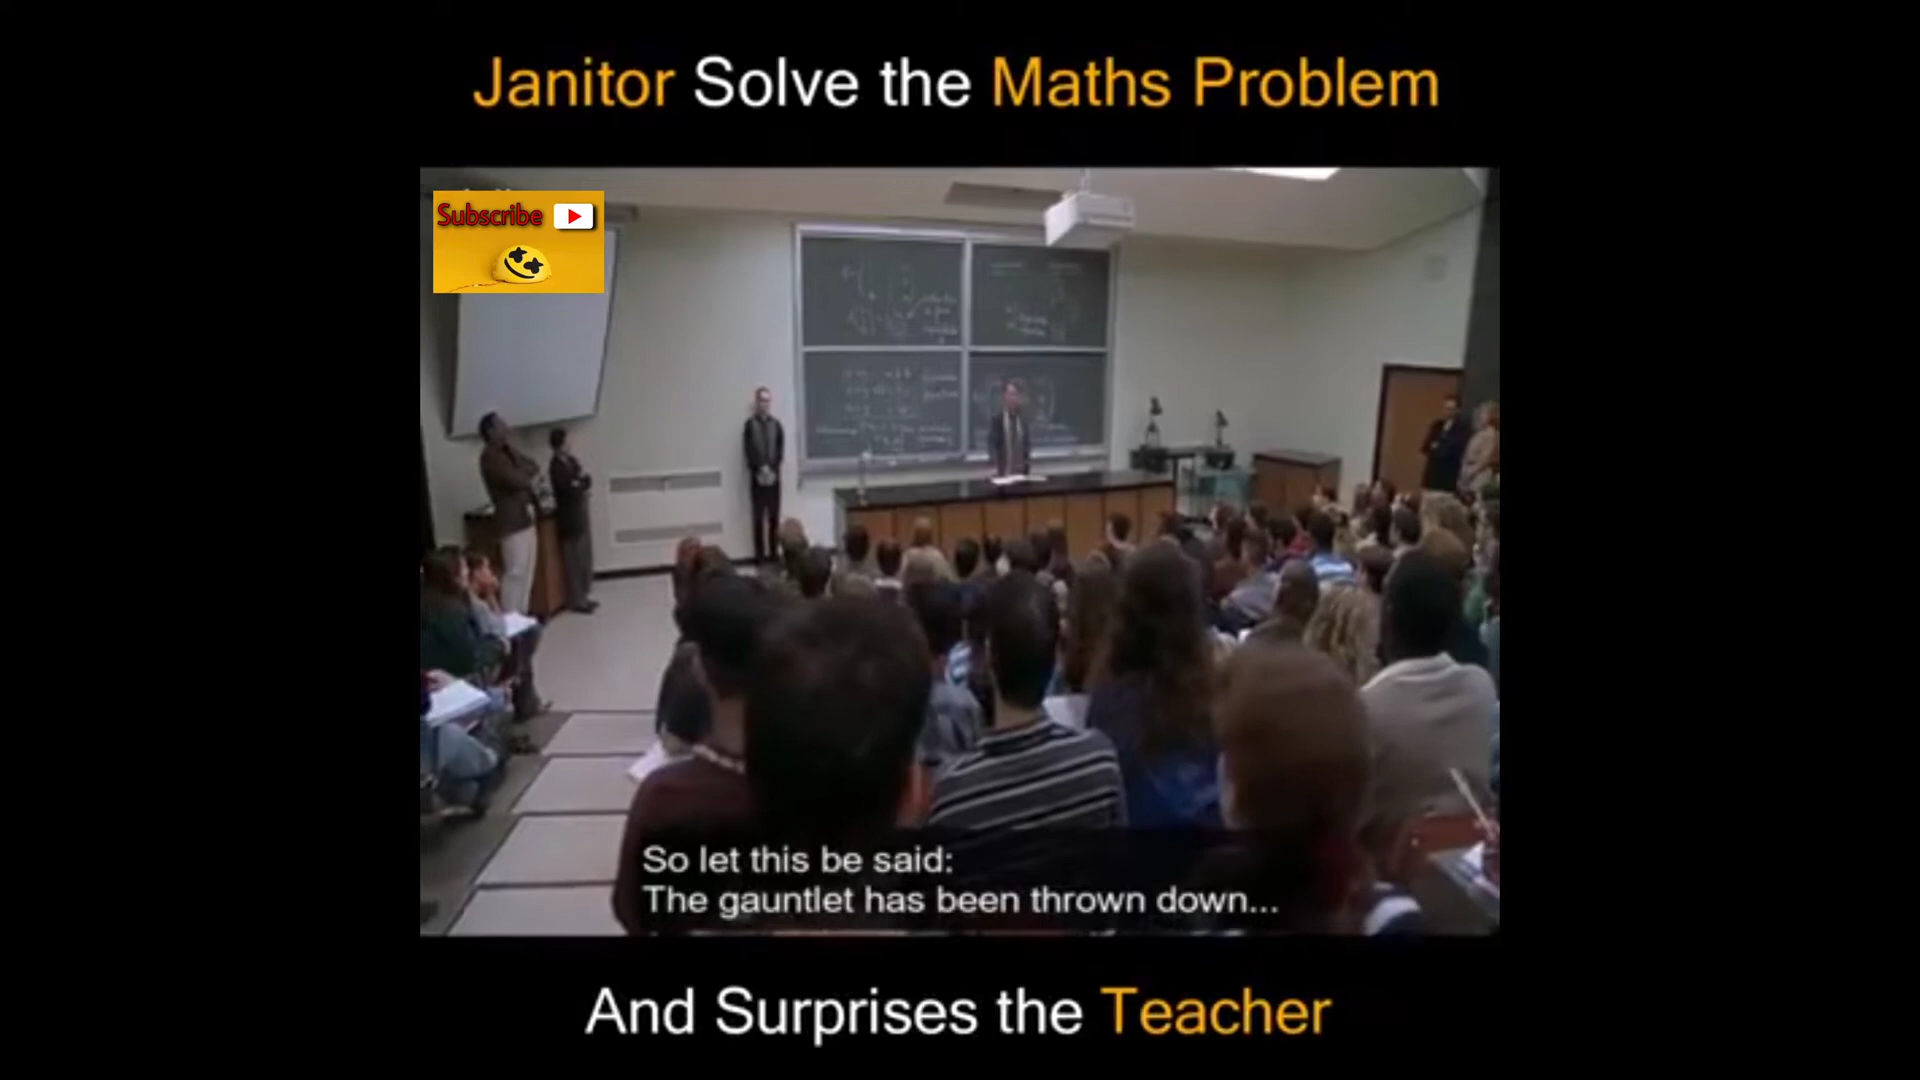 Janitor Solve the Maths Problem
Subscribe
So let this be said:
The gauntlet has been thrown down...
And Surprises the Teacher